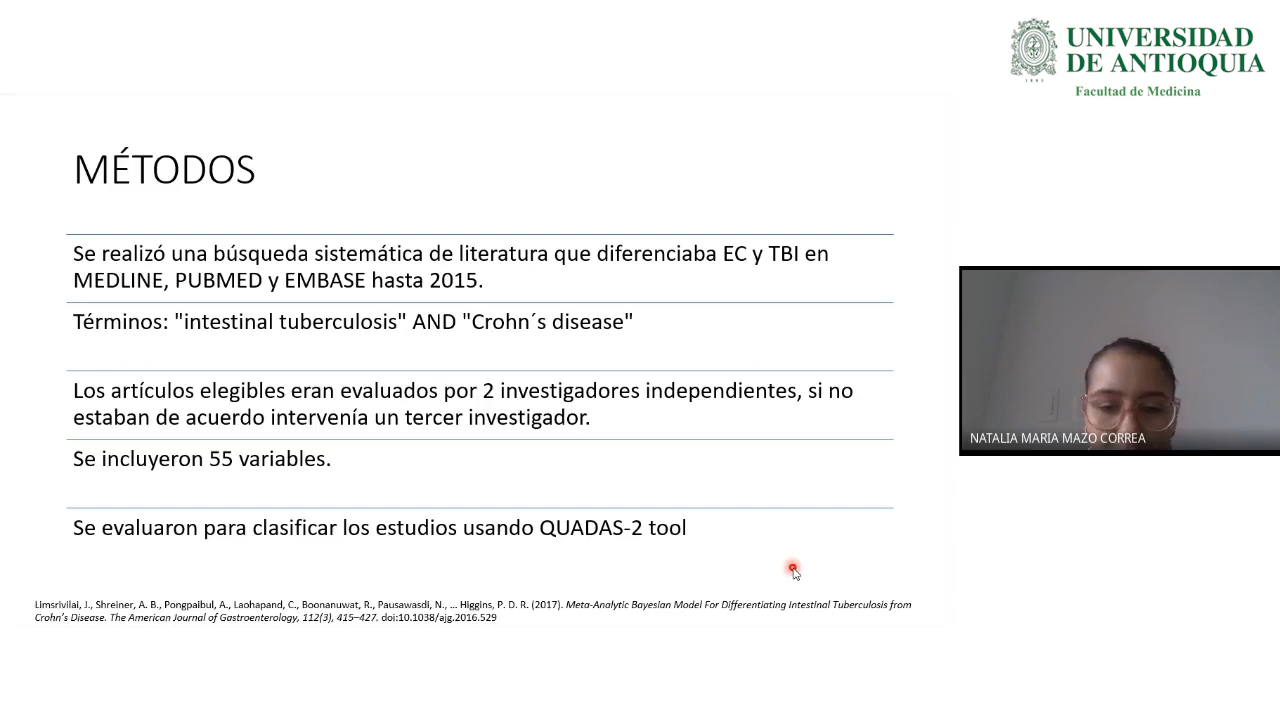 UNIVERSIDAD
DE ANTIOQUIA
1803
Facultad de Medicina
MÉTODOS
Se realizó una búsqueda sistemática de literatura que diferenciaba EC y TBI en
MEDLINE, PUBMED y EMBASE hasta 2015.
Términos: "intestinal tuberculosis" AND "Crohn´s disease"
Los artículos elegibles eran evaluados por 2 investigadores independientes, si no
estaban de acuerdo intervenía un tercer investigador.
Se incluyeron 55 variables.
Se evaluaron para clasificar los estudios usando QUADAS-2 tool
Limsrivilai, J., Shreiner, A. B., Pongpaibul, A., Laohapand, C., Boonanuwat, R., Pausawasdi, N., … Higgins, P. D. R. (2017). Meta-Analytic Bayesian Model For Differentiating Intestinal Tuberculosis from
Crohn's Disease. The American Journal of Gastroenterology, 112(3), 415–427. doi:10.1038/ajg.2016.529
NATALIA MARIA MAZO CORREA